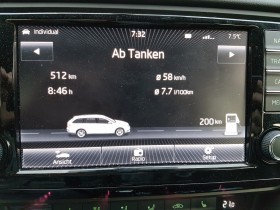 Individual 7:32 7.5°C
Ab Tanken
512 km ø 58 km/h
8:46 h ø 7.7 l/100km
200 km
Ansicht Radio Setup